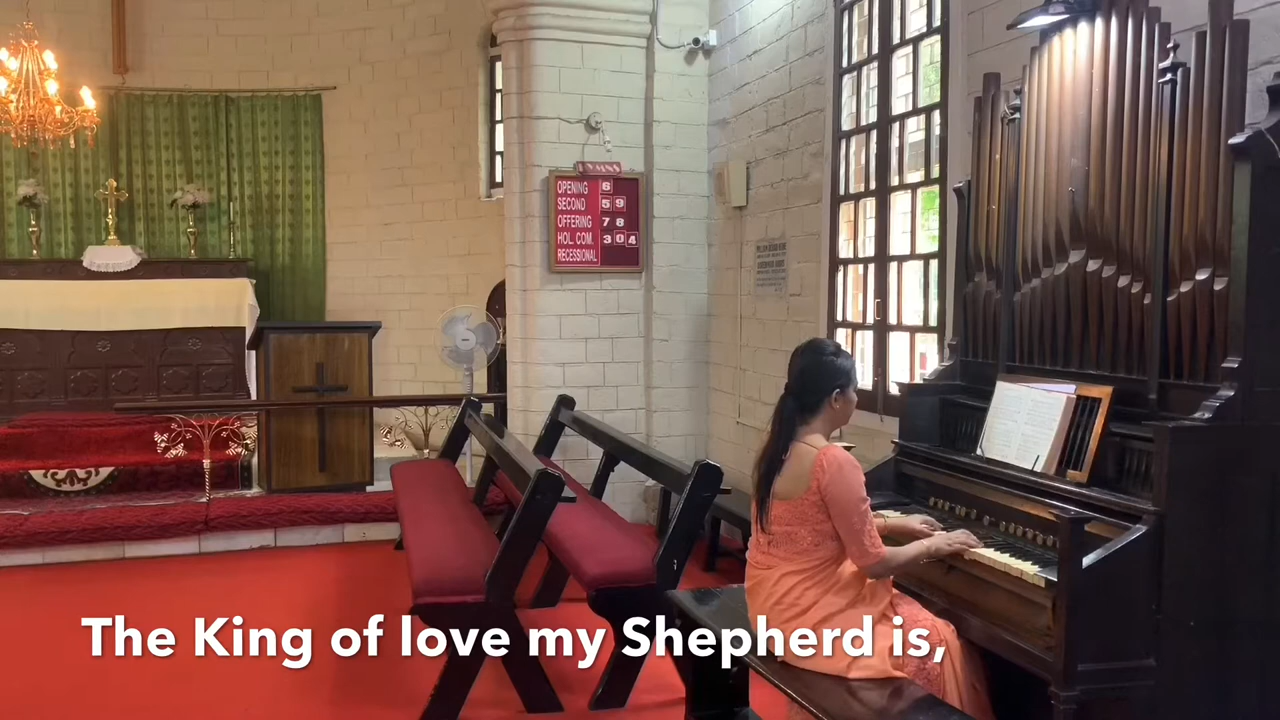 HYMNS
OPENING 6
SECOND 59
OFFERING 78
HOL. COM. 304
RECESSIONAL
The King of love my Shepherd is,